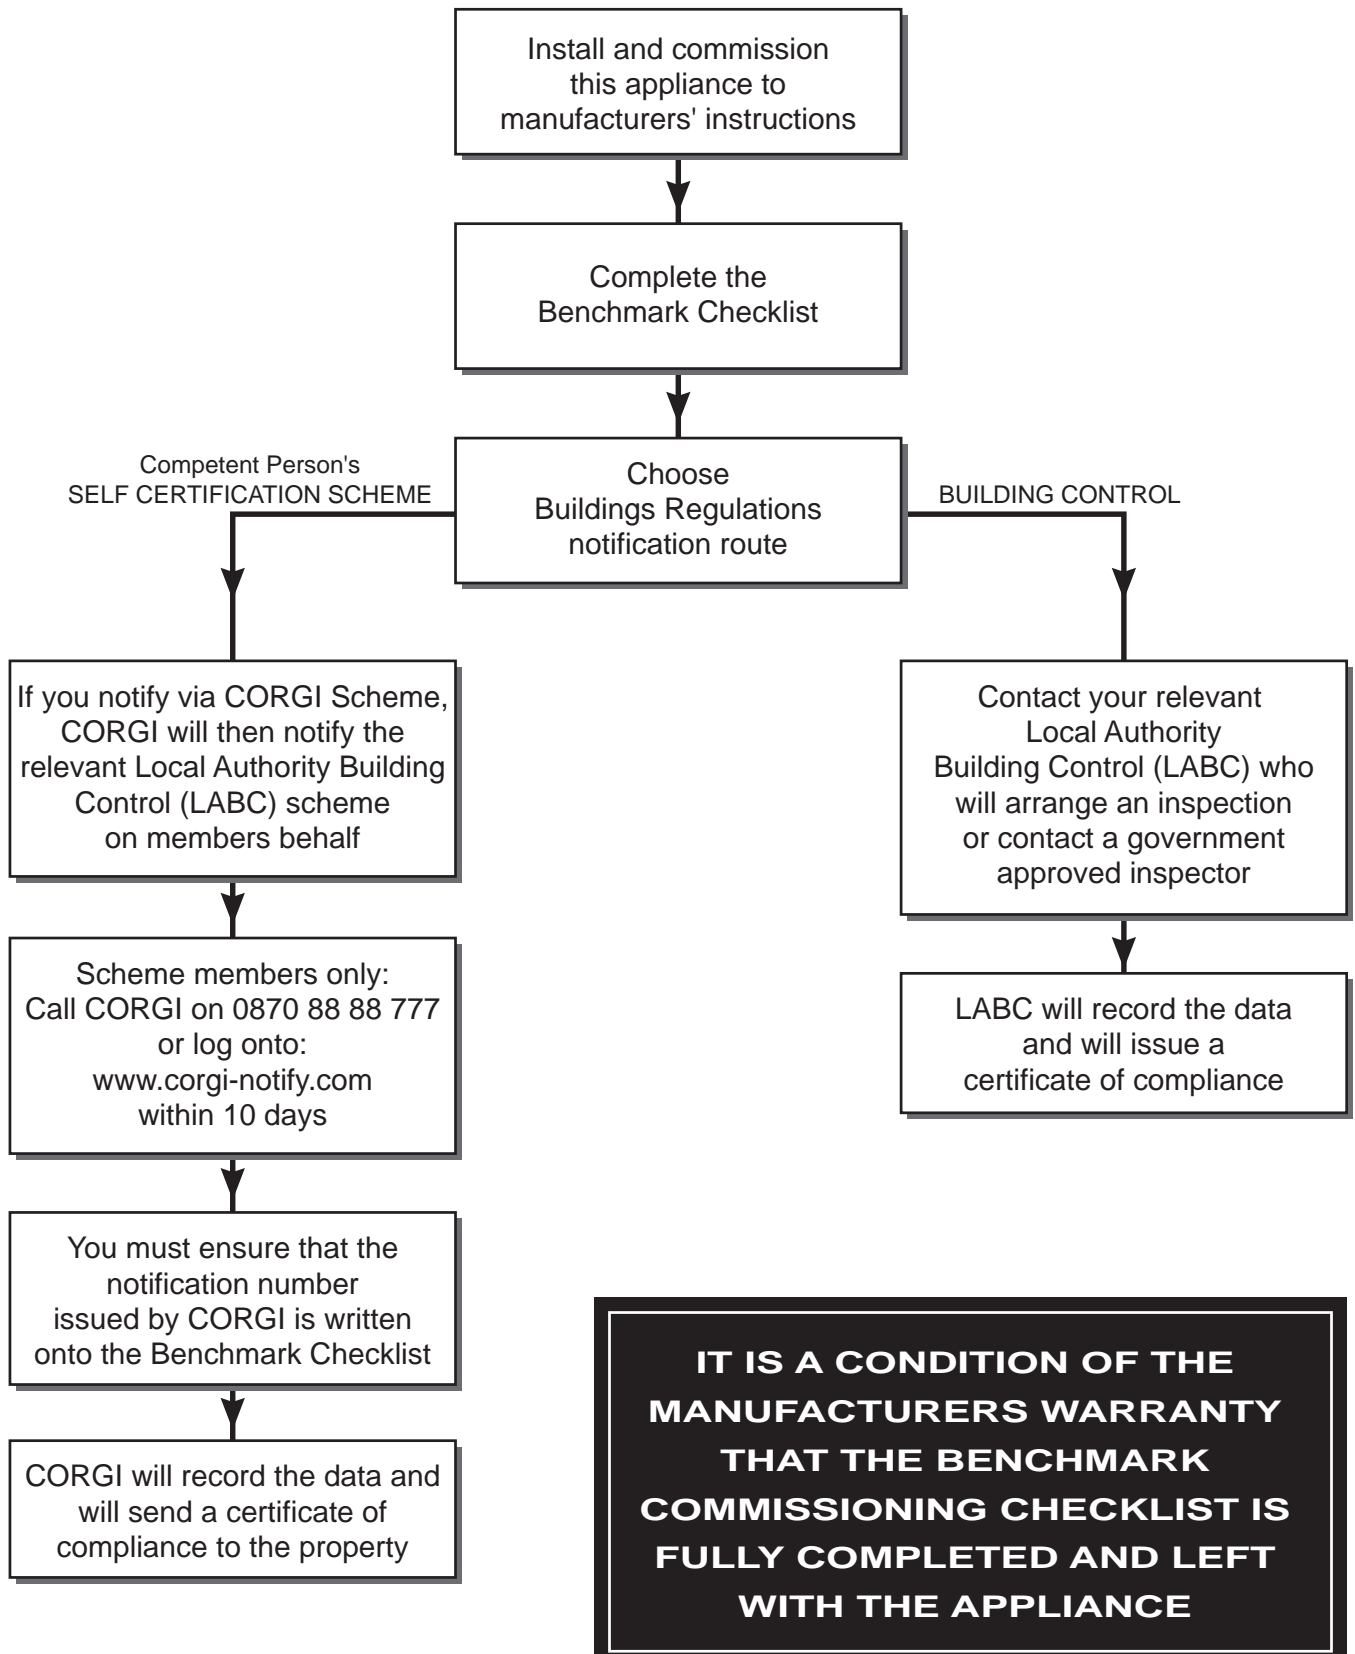 Install and commission
this appliance to
manufacturers' instructions
Complete the
Benchmark Checklist
Choose
Buildings Regulations
notification route
Competent Person's
SELF CERTIFICATION SCHEME
BUILDING CONTROL
If you notify via CORGI Scheme,
CORGI will then notify the
relevant Local Authority Building
Control (LABC) scheme
on members behalf
Scheme members only:
Call CORGI on 0870 88 88 777
or log onto:
www.corgi-notify.com
within 10 days
You must ensure that the
notification number
issued by CORGI is written
onto the Benchmark Checklist
CORGI will record the data and
will send a certificate of
compliance to the property
Contact your relevant
Local Authority
Building Control (LABC) who
will arrange an inspection
or contact a government
approved inspector
LABC will record the data
and will issue a
certificate of compliance
IT IS A CONDITION OF THE
MANUFACTURERS WARRANTY
THAT THE BENCHMARK
COMMISSIONING CHECKLIST IS
FULLY COMPLETED AND LEFT
WITH THE APPLIANCE